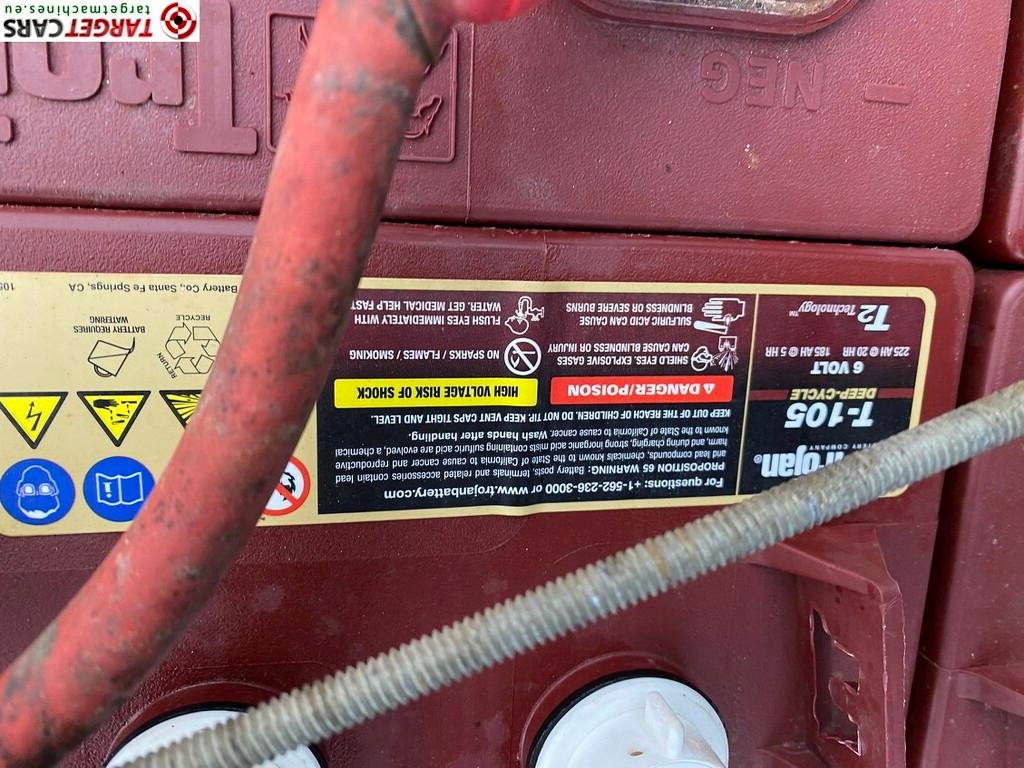 TARGET CARS
targetmachines.eu
Trojan
NEG
For questions: +1-562-236-3000 or www.trojanbattery.com
PROPOSITION 65 WARNING: Battery posts, terminals and related accessories contain lead
and lead compounds, chemicals known to the State of California to cause cancer and reproductive
harm, and during charging, strong inorganic acid mists containing sulfuric acid are evolved, a chemical
known to the State of California to cause cancer. Wash hands after handling.
KEEP OUT OF THE REACH OF CHILDREN. DO NOT TIP. KEEP VENT CAPS TIGHT AND LEVEL.
DANGER/POISON
HIGH VOLTAGE RISK OF SHOCK
SHIELD EYES. EXPLOSIVE GASES
CAN CAUSE BLINDNESS OR INJURY
NO SPARKS / FLAMES / SMOKING
SULFURIC ACID CAN CAUSE
BLINDNESS OR SEVERE BURNS
FLUSH EYES IMMEDIATELY WITH
WATER. GET MEDICAL HELP FAST
Trojan®
BATTERY COMPANY
T-105
DEEP-CYCLE
6 VOLT
225 AH @ 20 HR 185 AH @ 5 HR
T2 Technology™
RETURN
RECYCLE
BATTERY REQUIRES
WATERING
Battery Co., Santa Fe Springs, CA